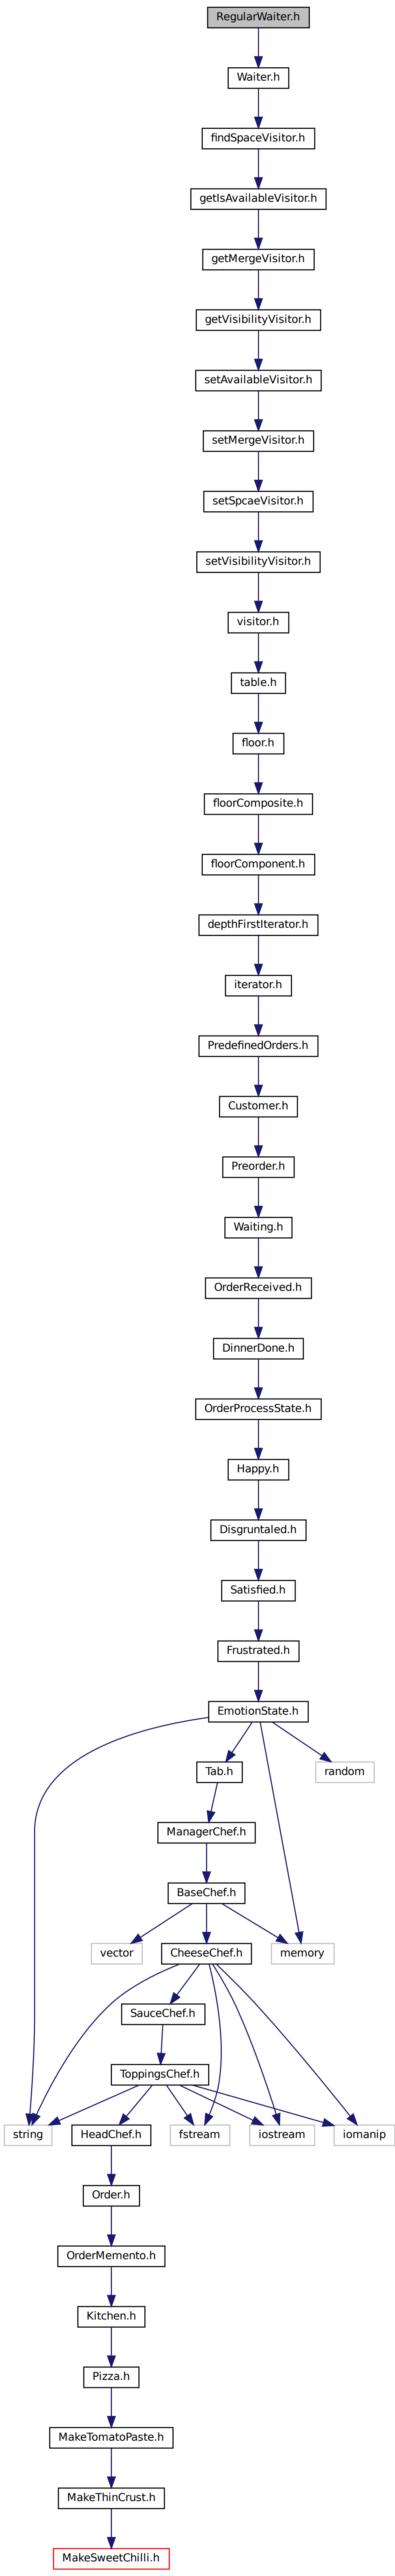 RegularWaiter.h
Waiter.h
findSpaceVisitor.h
getIsAvailableVisitor.h
getMergeVisitor.h
getVisibilityVisitor.h
setAvailableVisitor.h
setMergeVisitor.h
setSpcaeVisitor.h
setVisibilityVisitor.h
visitor.h
table.h
floor.h
floorComposite.h
floorComponent.h
depthFirstIterator.h
iterator.h
PredefinedOrders.h
Customer.h
Preorder.h
Waiting.h
OrderReceived.h
DinnerDone.h
OrderProcessState.h
Happy.h
Disgruntaled.h
Satisfied.h
Frustrated.h
EmotionState.h
Tab.h random
ManagerChef.h
BaseChef.h
vector CheeseChef.h memory
SauceChef.h
ToppingsChef.h
string HeadChef.h fstream iostream iomanip
Order.h
OrderMemento.h
Kitchen.h
Pizza.h
MakeTomatoPaste.h
MakeThinCrust.h
MakeSweetChilli.h